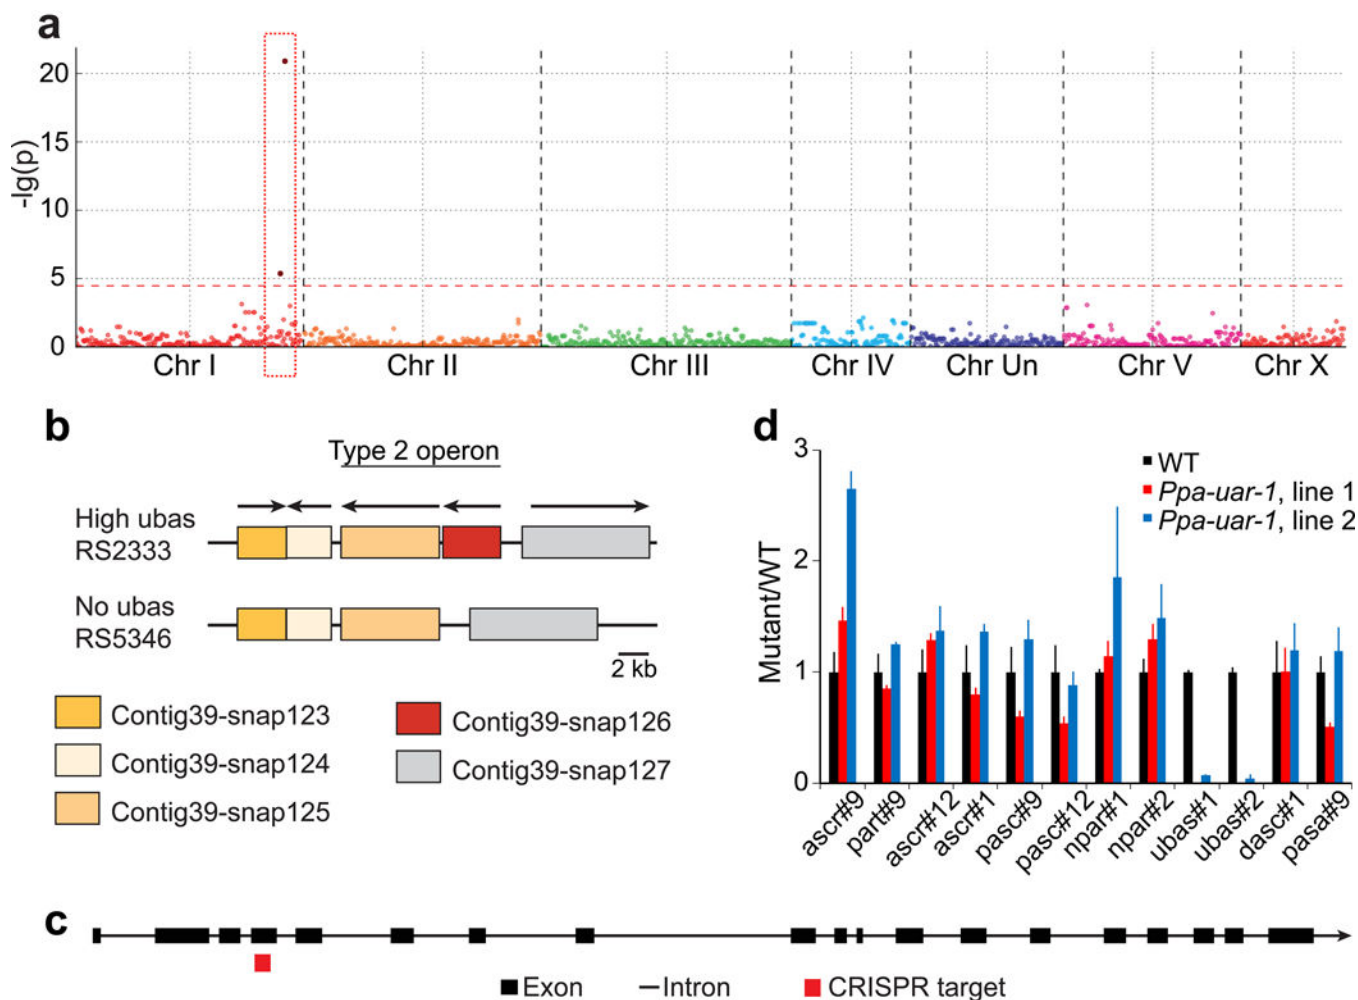 a
-lg(p)
20
15
10
5
0
Chr I Chr II Chr III Chr IV Chr Un Chr V Chr X
b
Type 2 operon
High ubas
RS2333
No ubas
RS5346
2 kb
Contig39-snap123
Contig39-snap124
Contig39-snap125
Contig39-snap126
Contig39-snap127
d
Mutant/WT
3
2
1
0
WT
Ppa-uar-1, line 1
Ppa-uar-1, line 2
ascr#9 part#9 ascr#12 ascr#1 pasc#9 pasc#12 npar#1 npar#2 ubas#1 ubas#2 dasc#1 pasa#9
c
Exon Intron CRISPR target